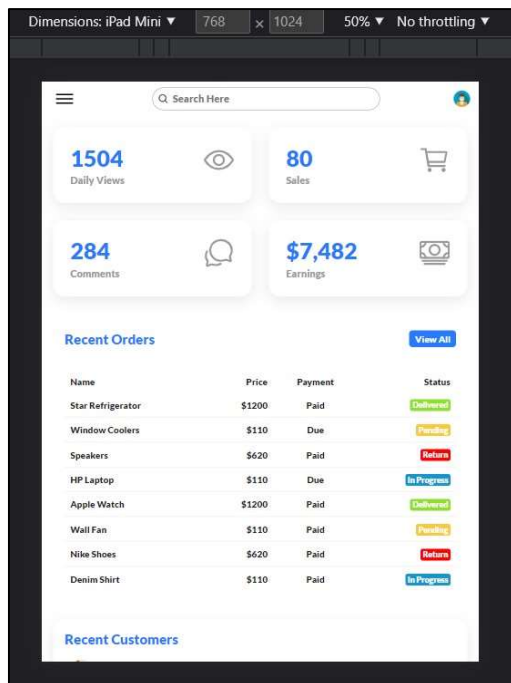 Dimensions: iPad Mini ▼ 768 × 1024 50% ▼ No throttling ▼
Search Here
1504
Daily Views
80
Sales
284
Comments
$7,482
Earnings
Recent Orders View All
Name Price Payment Status
Star Refrigerator $1200 Paid Delivered
Window Coolers $110 Due Pending
Speakers $620 Paid Return
HP Laptop $110 Due In Progress
Apple Watch $1200 Paid Delivered
Wall Fan $110 Paid Pending
Nike Shoes $620 Paid Return
Denim Shirt $110 Paid In Progress
Recent Customers